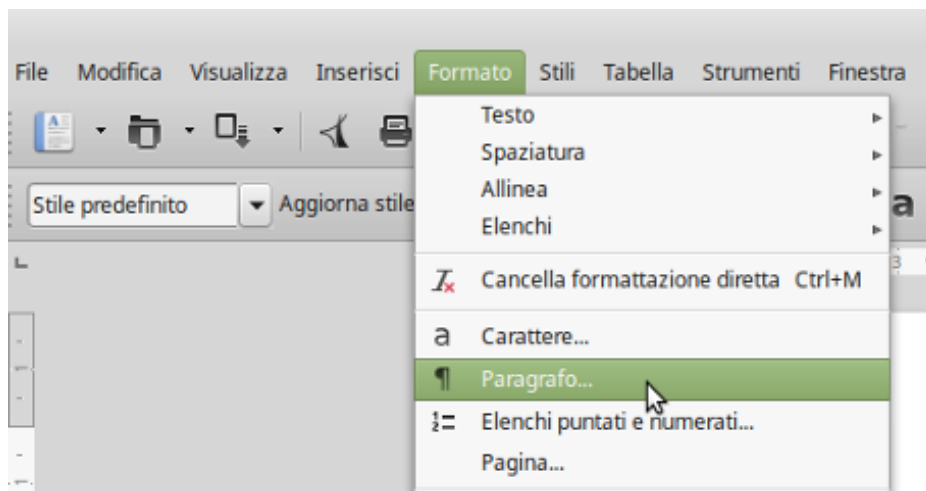 File Modifica Visualizza Inserisci Formato Stili Tabella Strumenti Finestra
Testo
Spaziatura
Allinea
Elenchi
Stile predefinito Aggiorna stile a
3
Cancella formattazione diretta Ctrl+M
a Carattere...
¶ Paragrafo...
Elenchi puntati e numerati...
Pagina...